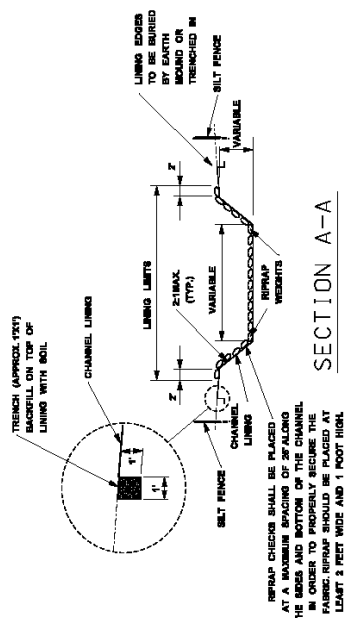 TRENCH (APPROX. 1'X1')
BACKFILL ON TOP OF
LINING WITH SOIL
CHANNEL LINING
1'
1'
LINING EDGES
TO BE BURIED
BY EARTH
MOUND OR
TRENCHED IN
SILT FENCE
2'
LINING LIMITS
2:1 MAX.
(TYP.)
VARIABLE
VARIABLE
2'
RIPRAP
WEIGHTS
CHANNEL
LINING
SILT FENCE
RIPRAP CHECKS SHALL BE PLACED
AT A MAXIMUM SPACING OF 25' ALONG
THE SIDES AND BOTTOM OF THE CHANNEL
IN ORDER TO PROPERLY SECURE THE
FABRIC. RIPRAP SHOULD BE PLACED AT
LEAST 2 FEET WIDE AND 1 FOOT HIGH.
SECTION A-A